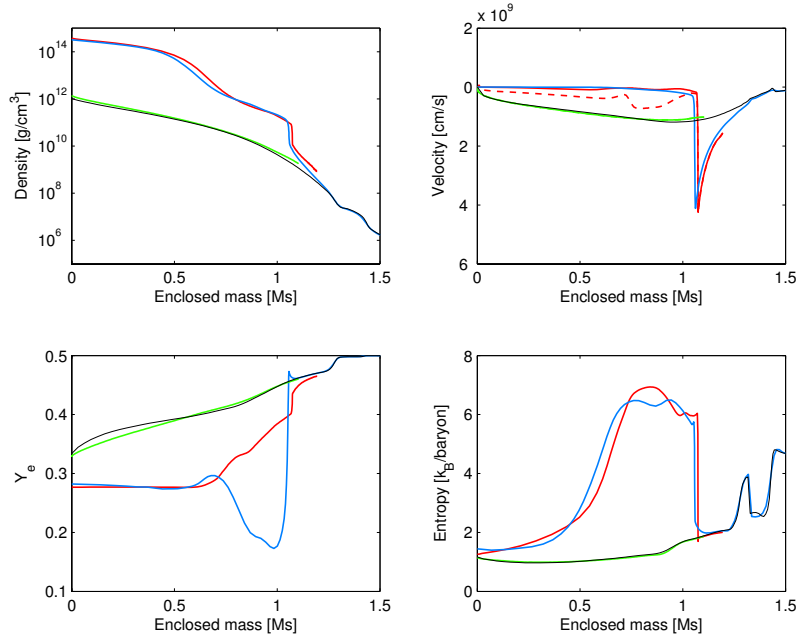 10^14
10^12
10^10
10^8
10^6
Density [g/cm^3]
0 0.5 1 1.5
Enclosed mass [Ms]
x 10^9
2
0
2
4
6
Velocity [cm/s]
0 0.5 1 1.5
Enclosed mass [Ms]
0.5
0.4
0.3
0.2
0.1
Y_e
0 0.5 1 1.5
Enclosed mass [Ms]
8
6
4
2
0
Entropy [k_B/baryon]
0 0.5 1 1.5
Enclosed mass [Ms]